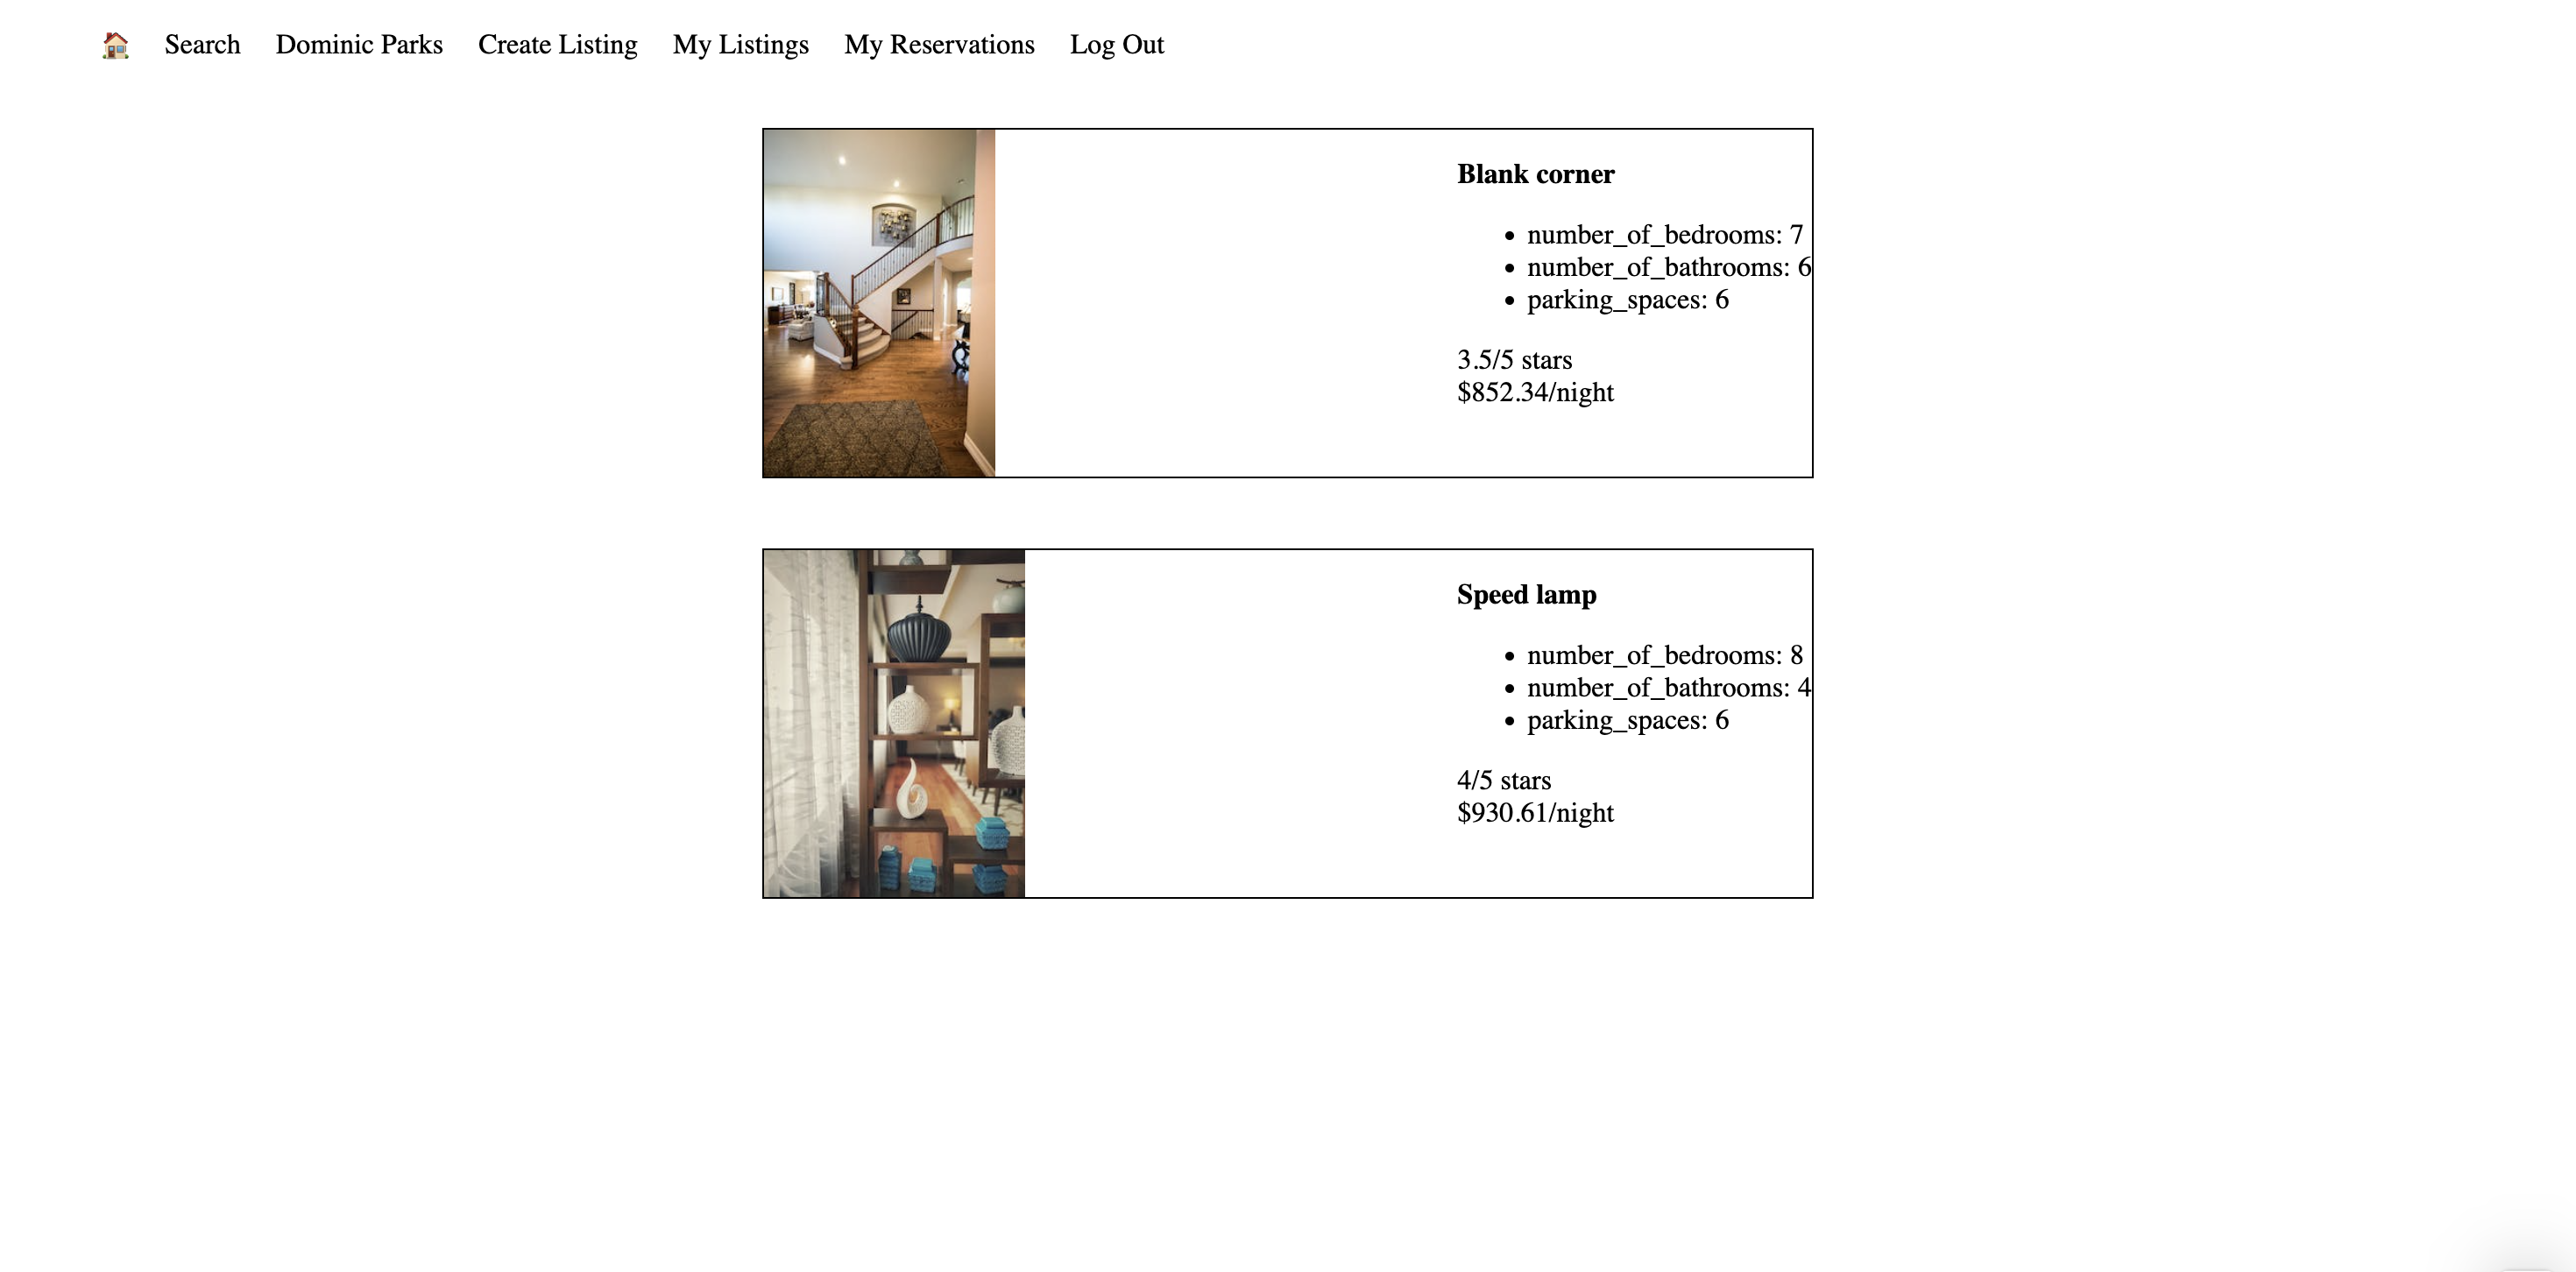 Search Dominic Parks Create Listing My Listings My Reservations Log Out
Blank corner
number_of_bedrooms: 7
number_of_bathrooms: 6
parking_spaces: 6
3.5/5 stars
$852.34/night
Speed lamp
number_of_bedrooms: 8
number_of_bathrooms: 4
parking_spaces: 6
4/5 stars
$930.61/night